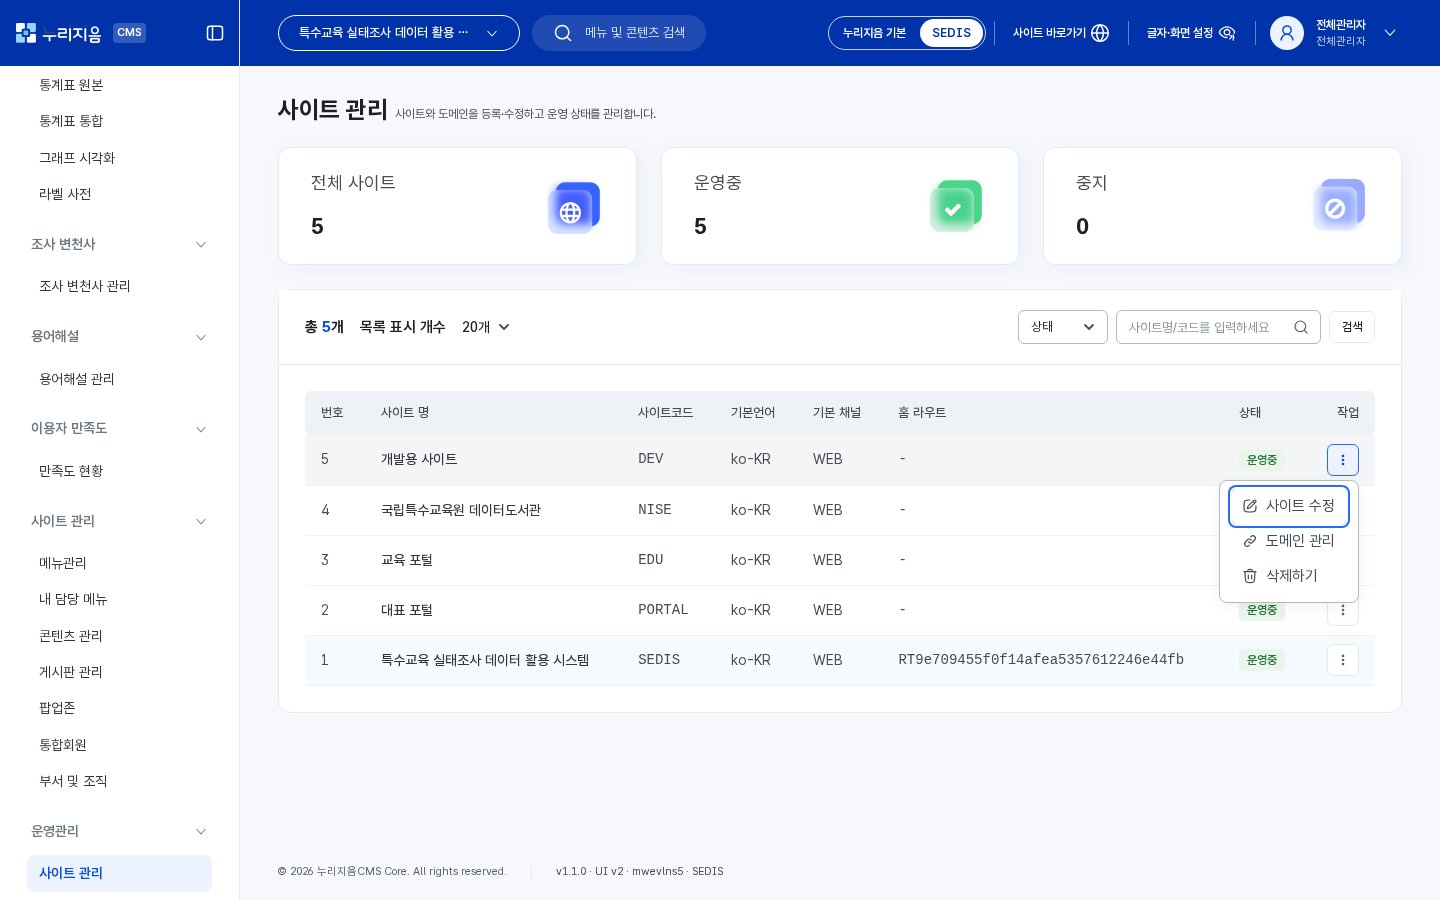 누리지음 CMS
특수교육 실태조사 데이터 활용 ···
메뉴 및 콘텐츠 검색
누리지음 기본
SEDIS
사이트 바로가기
글자·화면 설정
전체관리자
전체관리자
통계표 원본
통계표 통합
그래프 시각화
라벨 사전
조사 변천사
조사 변천사 관리
용어해설
용어해설 관리
이용자 만족도
만족도 현황
사이트 관리
메뉴관리
내 담당 메뉴
콘텐츠 관리
게시판 관리
팝업존
통합회원
부서 및 조직
운영관리
사이트 관리
사이트 관리 사이트와 도메인을 등록·수정하고 운영 상태를 관리합니다.
전체 사이트
5
운영중
5
중지
0
총 5개 목록 표시 개수 20개
상태
사이트명/코드를 입력하세요
검색
번호 사이트 명 사이트코드 기본언어 기본 채널 홈 라우트 상태 작업
5 개발용 사이트 DEV ko-KR WEB - 운영중
4 국립특수교육원 데이터도서관 NISE ko-KR WEB -
3 교육 포털 EDU ko-KR WEB -
2 대표 포털 PORTAL ko-KR WEB - 운영중
1 특수교육 실태조사 데이터 활용 시스템 SEDIS ko-KR WEB RT9e709455f0f14afea5357612246e44fb 운영중
사이트 수정
도메인 관리
삭제하기
© 2026 누리지음CMS Core. All rights reserved.
v1.1.0 · UI v2 · mwevlns5 · SEDIS